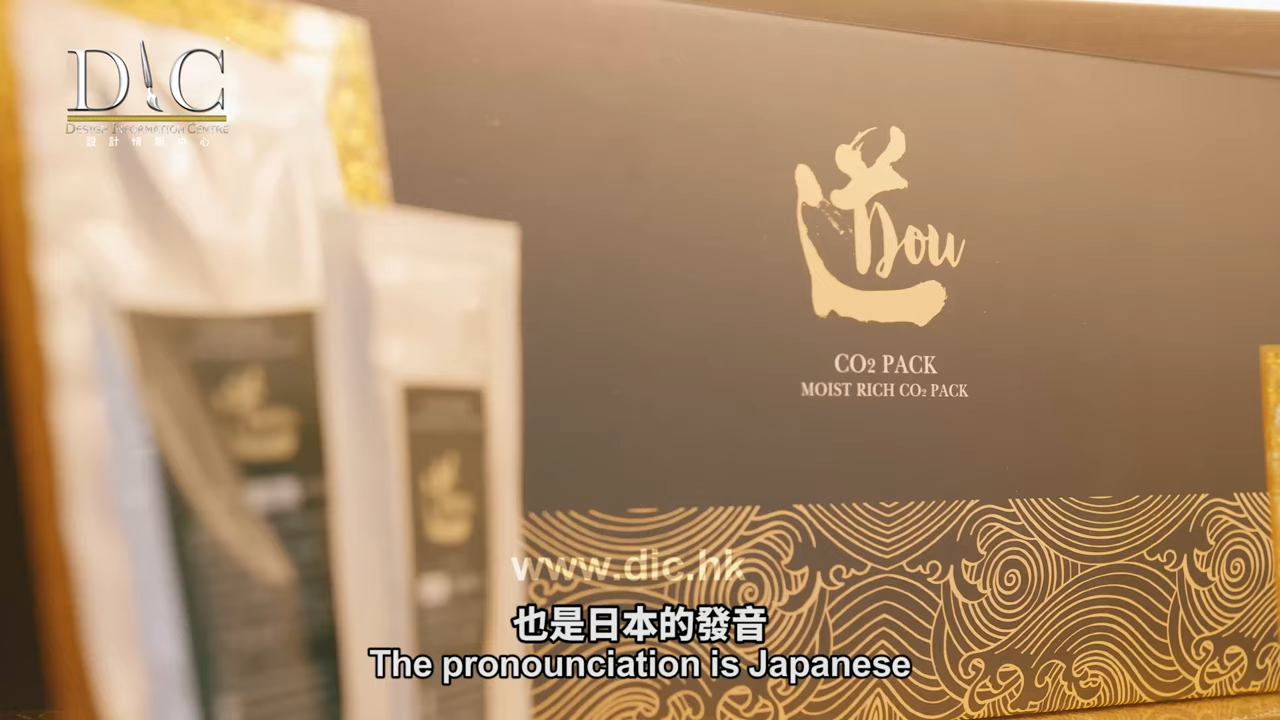 DIC
DESIGN INFORMATION CENTRE
設計情報中心
道
Dou
CO2 PACK
MOIST RICH CO2 PACK
www.dic.hk
也是日本的發音
The pronounciation is Japanese